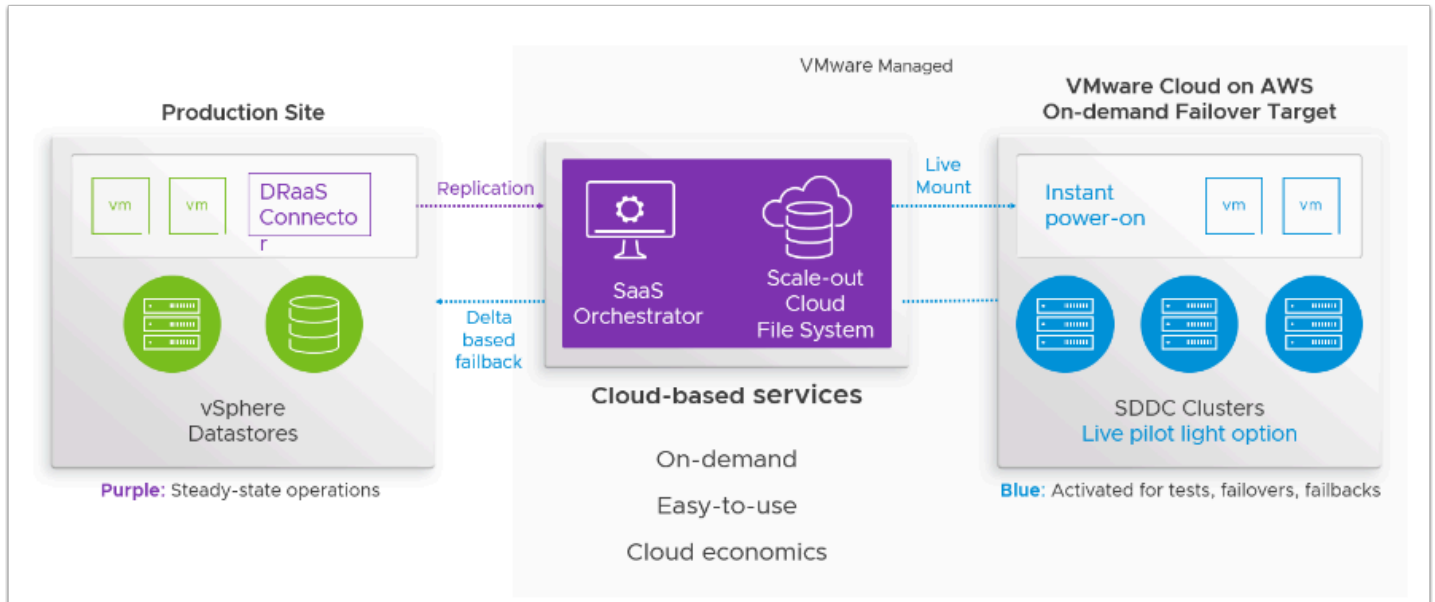 VMware Managed
Production Site
VMware Cloud on AWS
On-demand Failover Target
vm
vm
DRaaS
Connecto
r
Replication
Live
Mount
Instant
power-on
vm
vm
SaaS
Orchestrator
Scale-out
Cloud
File System
Delta
based
failback
vSphere
Datastores
Cloud-based services
SDDC Clusters
Live pilot light option
On-demand
Easy-to-use
Cloud economics
Purple: Steady-state operations
Blue: Activated for tests, failovers, failbacks